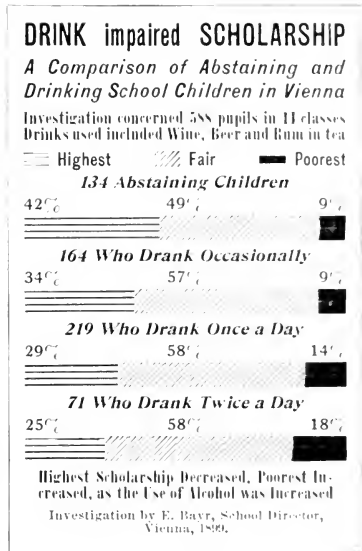 DRINK impaired SCHOLARSHIP
A Comparison of Abstaining and
Drinking School Children in Vienna
Investigation concerned 588 pupils in classes
Drinks used included Wine, Beer and Rum in tea
Highest Fair Poorest
134 Abstaining Children
42% 49% 9%
164 Who Drank Occasionally
34% 57% 9%
219 Who Drank Once a Day
29% 58% 14%
71 Who Drank Twice a Day
25% 58% 18%
Highest Scholarship Decreased, Poorest In-
creased, as the Use of Alcohol was Increased
Investigation by E. Bayr, School Director,
Vienna, 1899.